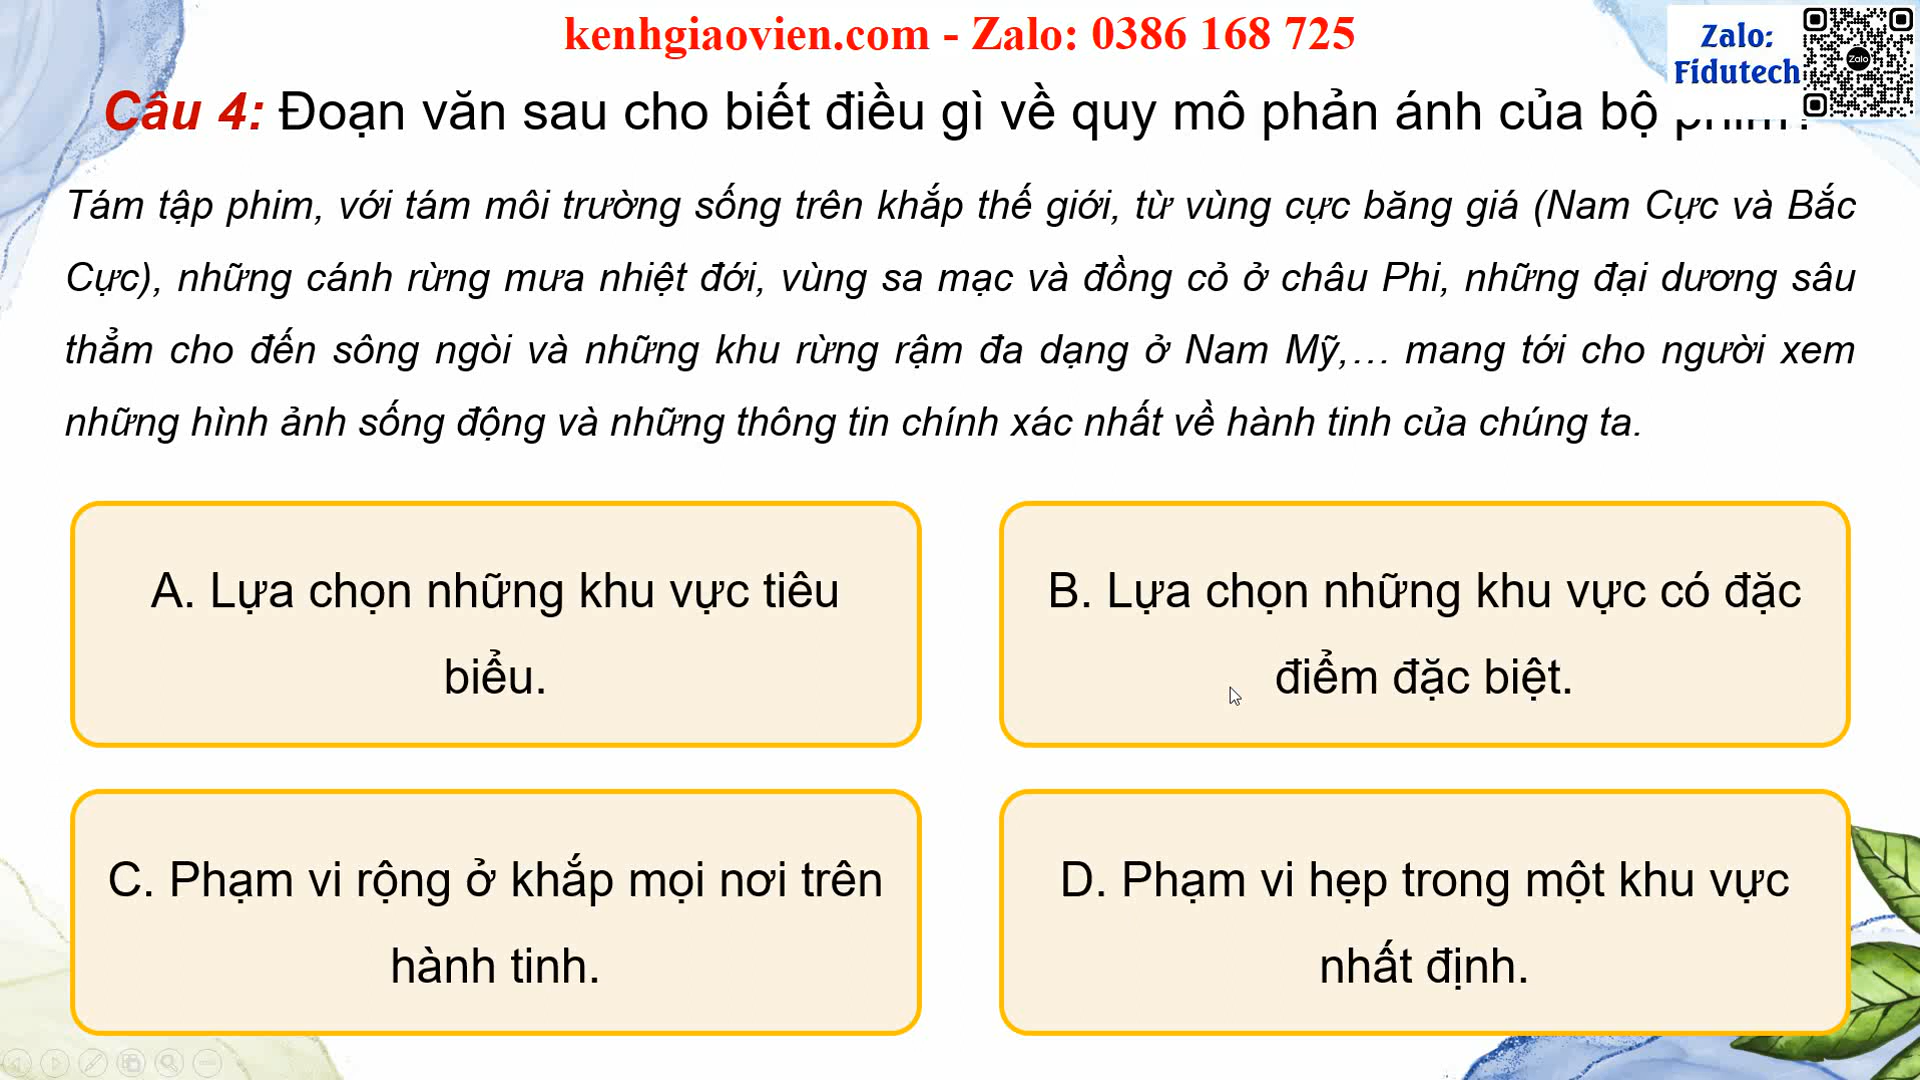 kenhgiaovien.com - Zalo: 0386 168 725
Zalo:
Fidutech
Zalo
Câu 4: Đoạn văn sau cho biết điều gì về quy mô phản ánh của bộ
Tám tập phim, với tám môi trường sống trên khắp thế giới, từ vùng cực băng giá (Nam Cực và Bắc
Cực), những cánh rừng mưa nhiệt đới, vùng sa mạc và đồng cỏ ở châu Phi, những đại dương sâu
thẳm cho đến sông ngòi và những khu rừng rậm đa dạng ở Nam Mỹ,... mang tới cho người xem
những hình ảnh sống động và những thông tin chính xác nhất về hành tinh của chúng ta.
A. Lựa chọn những khu vực tiêu
biểu.
B. Lựa chọn những khu vực có đặc
điểm đặc biệt.
C. Phạm vi rộng ở khắp mọi nơi trên
hành tinh.
D. Phạm vi hẹp trong một khu vực
nhất định.